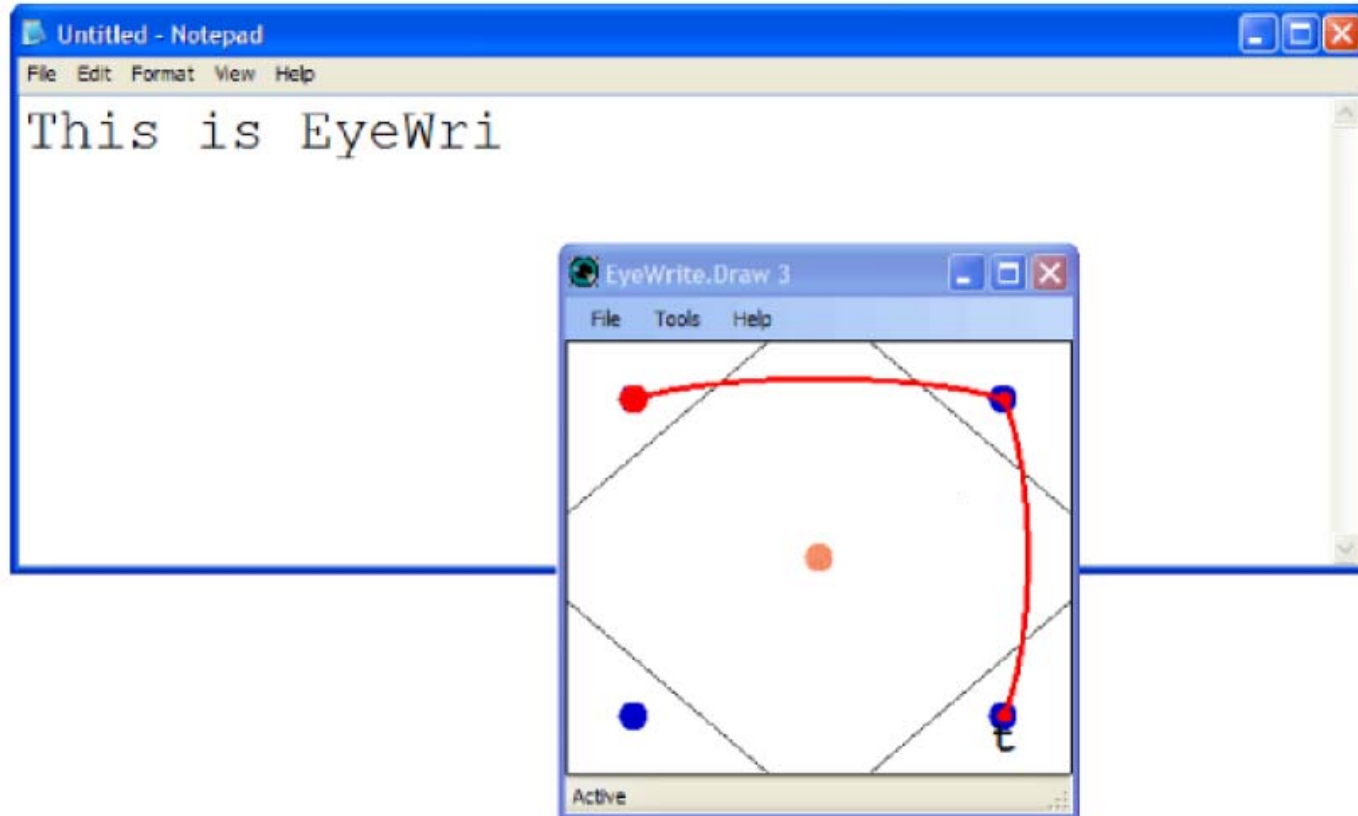 Untitled - Notepad
File Edit Format View Help
This is EyeWri
EyeWrite.Draw 3
File Tools Help
t
Active